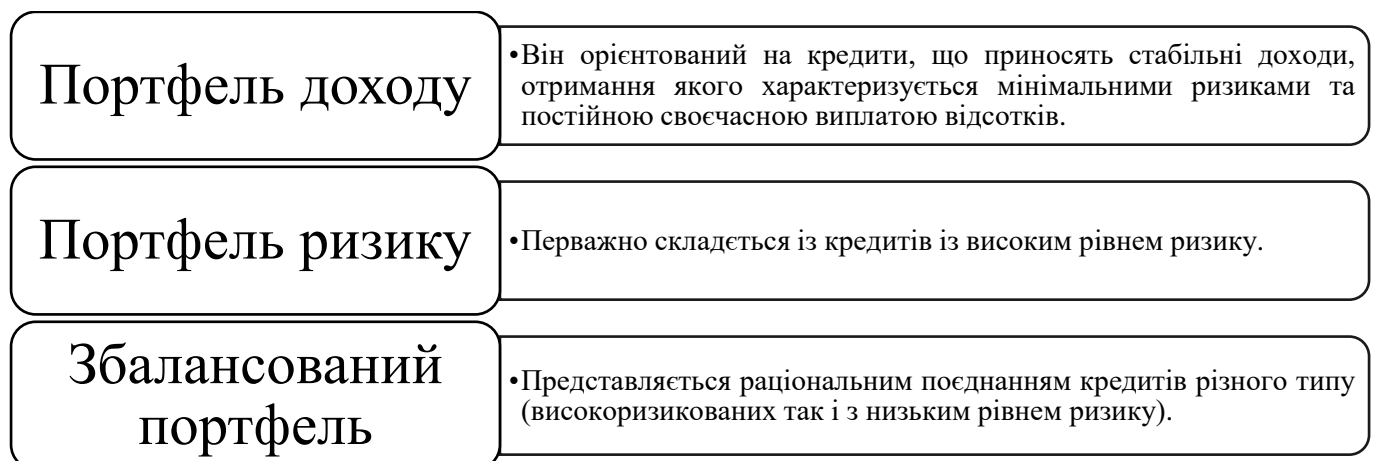 Портфель доходу
•Він орієнтований на кредити, що приносять стабільні доходи,
отримання якого характеризується мінімальними ризиками та
постійною своєчасною виплатою відсотків.
Портфель ризику
•Перважно складється із кредитів із високим рівнем ризику.
Збалансований
портфель
•Представляється раціональним поєднанням кредитів різного типу
(високоризикованих так і з низьким рівнем ризику).